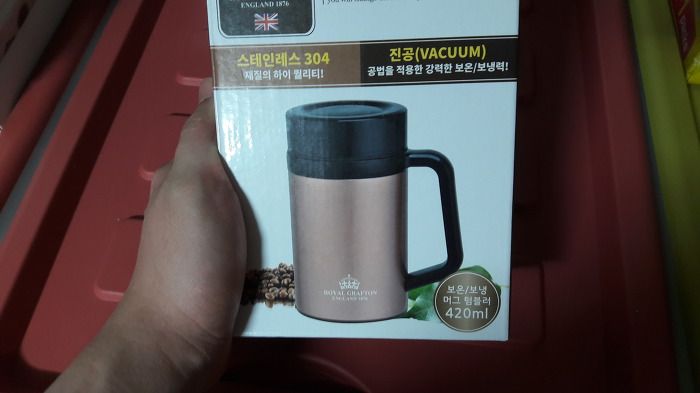 ENGLAND 1876
스테인레스 304
재질의 하이 퀄리티!
진공(VACUUM)
공법을 적용한 강력한 보온/보냉력!
ROYAL GRAFTON
ENGLAND 1876
보온/보냉
머그 텀블러
420ml